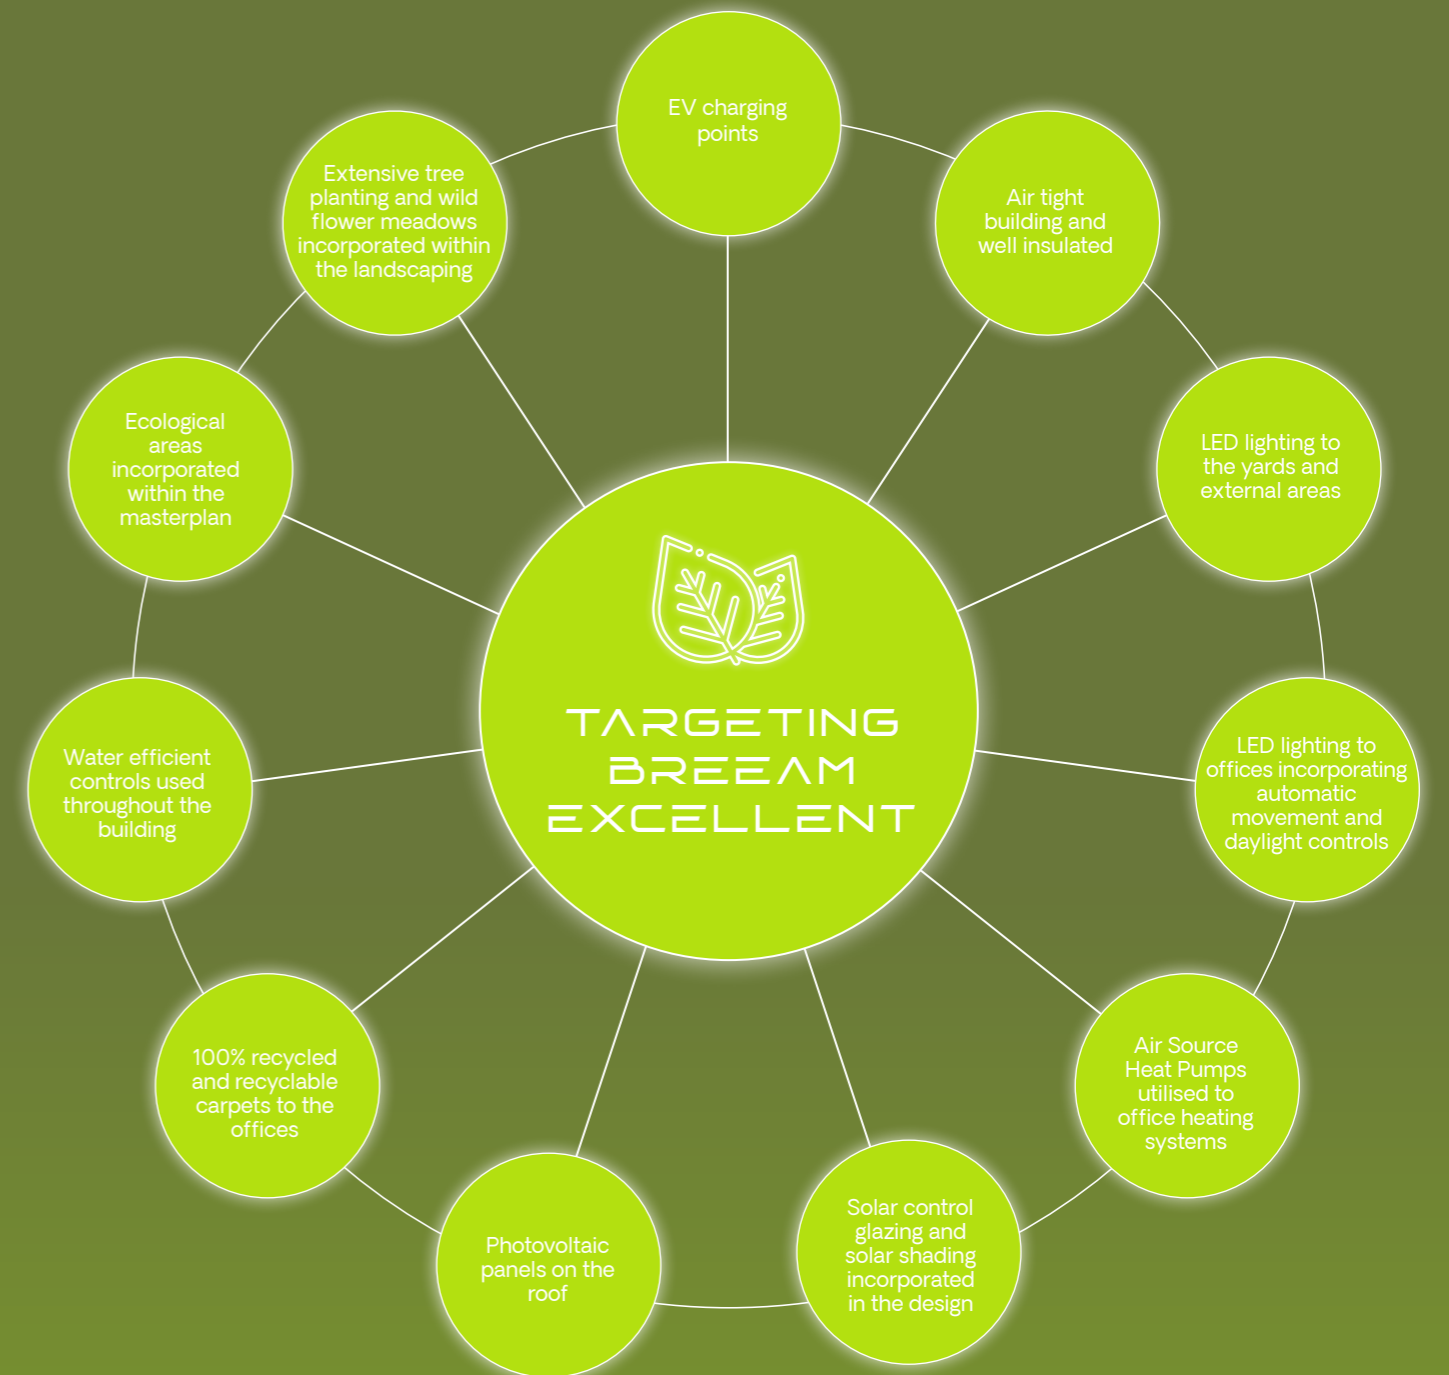 EV charging
points
Air tight
building and
well insulated
LED lighting to
the yards and
external areas
LED lighting to
offices incorporating
automatic
movement and
daylight controls
Air Source
Heat Pumps
utilised to
office heating
systems
Solar control
glazing and
solar shading
incorporated
in the design
Photovoltaic
panels on the
roof
100% recycled
and recyclable
carpets to the
offices
Water efficient
controls used
throughout the
building
Ecological
areas
incorporated
within the
masterplan
Extensive tree
planting and wild
flower meadows
incorporated within
the landscaping
TARGETING
BREEAM
EXCELLENT